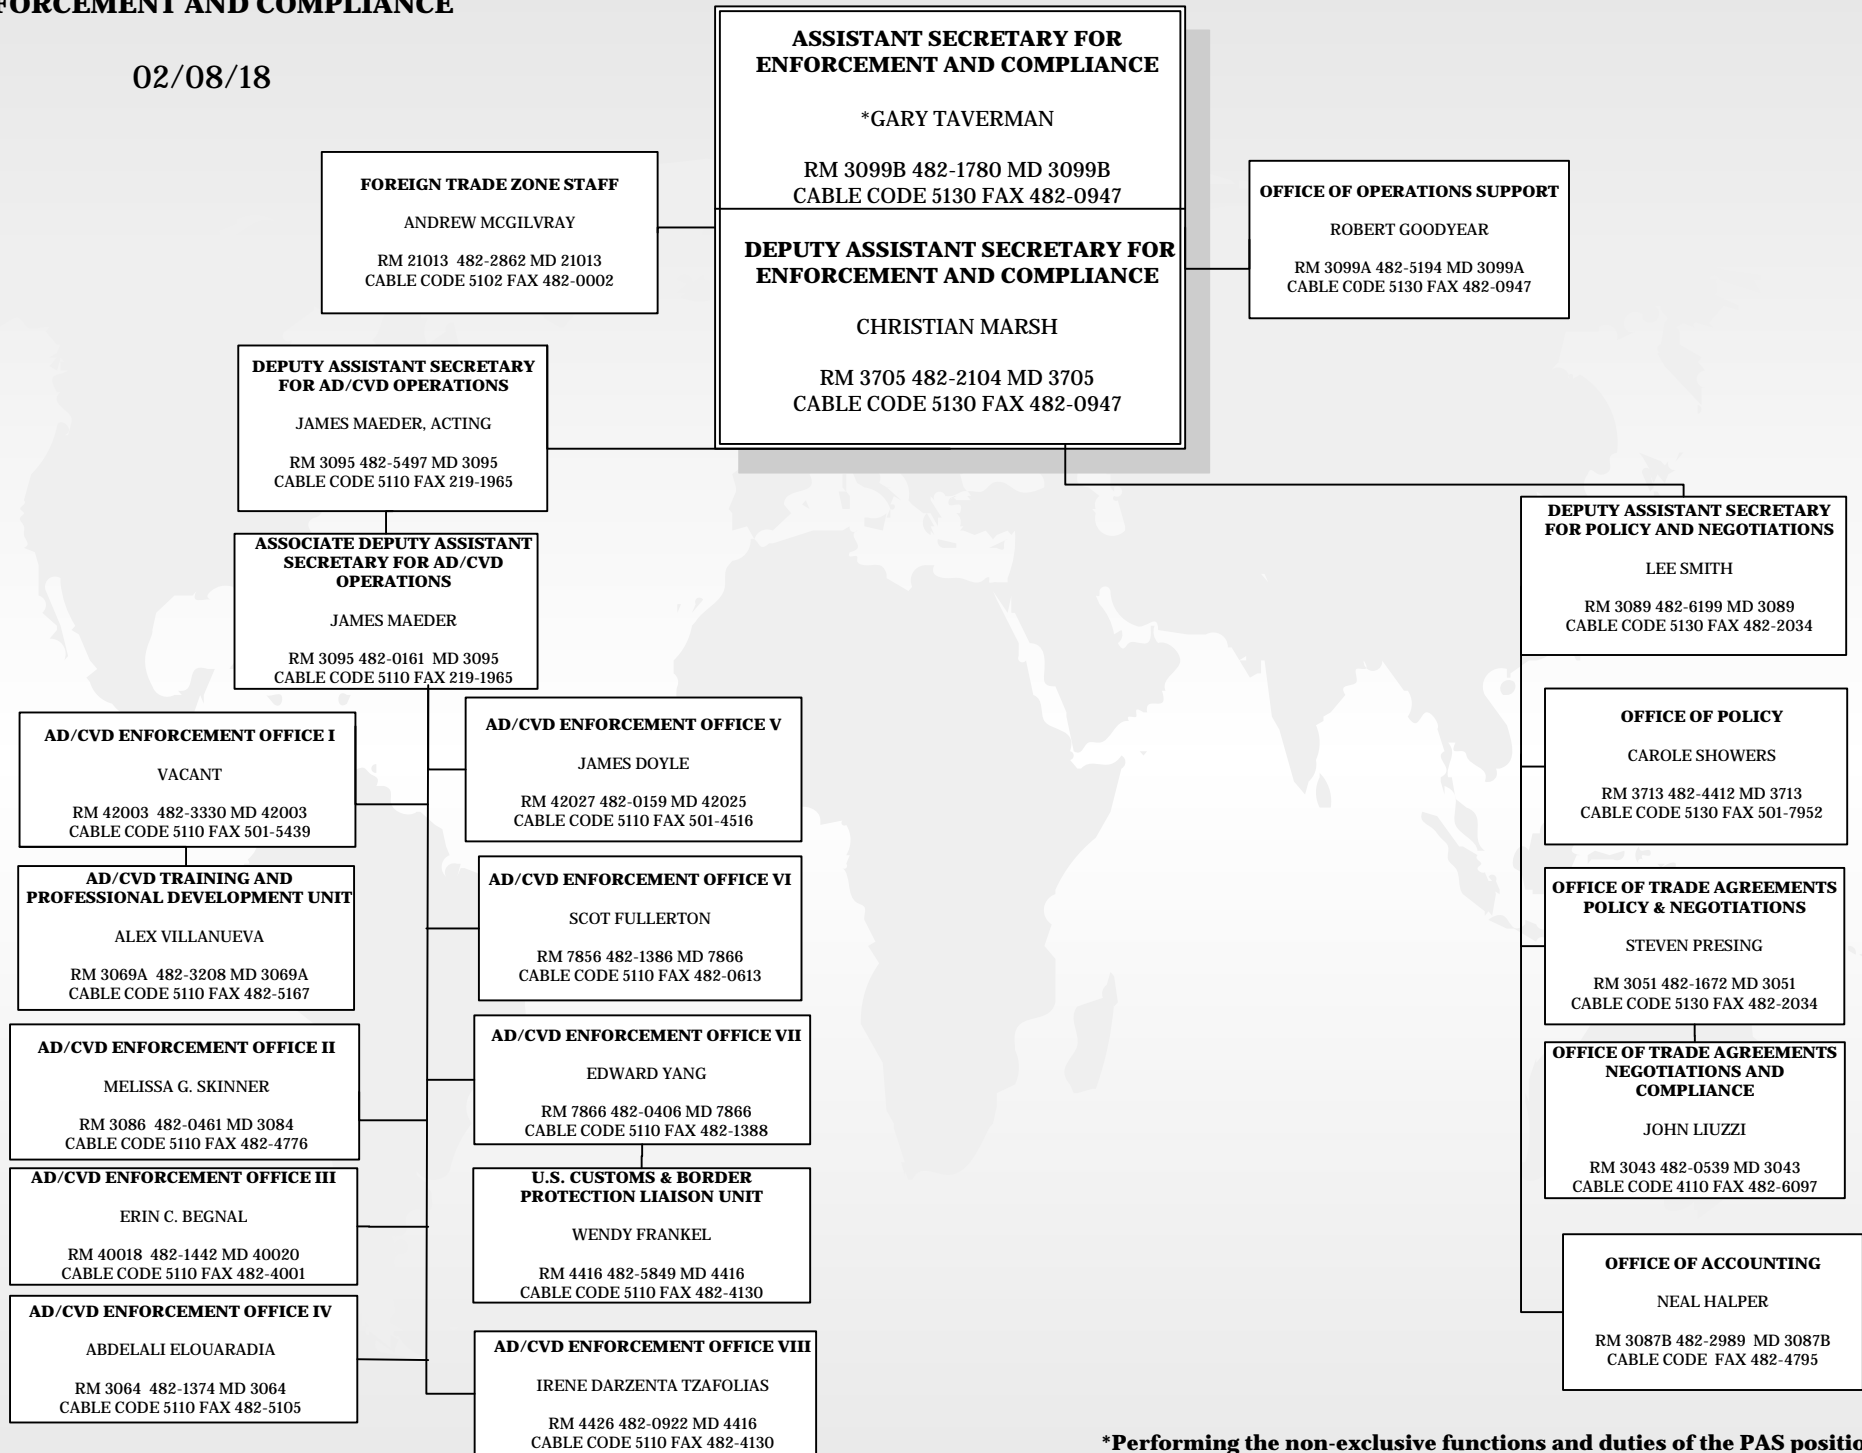 FORCEMENT AND COMPLIANCE
02/08/18
ASSISTANT SECRETARY FOR
ENFORCEMENT AND COMPLIANCE
*GARY TAVERMAN
RM 3099B 482-1780 MD 3099B
CABLE CODE 5130 FAX 482-0947
DEPUTY ASSISTANT SECRETARY FOR
ENFORCEMENT AND COMPLIANCE
CHRISTIAN MARSH
RM 3705 482-2104 MD 3705
CABLE CODE 5130 FAX 482-0947
FOREIGN TRADE ZONE STAFF
ANDREW MCGILVRAY
RM 21013 482-2862 MD 21013
CABLE CODE 5102 FAX 482-0002
OFFICE OF OPERATIONS SUPPORT
ROBERT GOODYEAR
RM 3099A 482-5194 MD 3099A
CABLE C0DE 5130 FAX 482-0947
DEPUTY ASSISTANT SECRETARY
FOR AD/CVD OPERATIONS
JAMES MAEDER, ACTING
RM 3095 482-5497 MD 3095
CABLE CODE 5110 FAX 219-1965
ASSOCIATE DEPUTY ASSISTANT
SECRETARY FOR AD/CVD
OPERATIONS
JAMES MAEDER
RM 3095 482-0161 MD 3095
CABLE CODE 5110 FAX 219-1965
AD/CVD ENFORCEMENT OFFICE I
VACANT
RM 42003 482-3330 MD 42003
CABLE CODE 5110 FAX 501-5439
AD/CVD TRAINING AND
PROFESSIONAL DEVELOPMENT UNIT
ALEX VILLANUEVA
RM 3069A 482-3208 MD 3069A
CABLE CODE 5110 FAX 482-5167
AD/CVD ENFORCEMENT OFFICE II
MELISSA G. SKINNER
RM 3086 482-0461 MD 3084
CABLE CODE 5110 FAX 482-4776
AD/CVD ENFORCEMENT OFFICE III
ERIN C. BEGNAL
RM 40018 482-1442 MD 40020
CABLE CODE 5110 FAX 482-4001
AD/CVD ENFORCEMENT OFFICE IV
ABDELALI ELOUARADIA
RM 3064 482-1374 MD 3064
CABLE CODE 5110 FAX 482-5105
AD/CVD ENFORCEMENT OFFICE V
JAMES DOYLE
RM 42027 482-0159 MD 42025
CABLE CODE 5110 FAX 501-4516
AD/CVD ENFORCEMENT OFFICE VI
SCOT FULLERTON
RM 7856 482-1386 MD 7866
CABLE CODE 5110 FAX 482-0613
AD/CVD ENFORCEMENT OFFICE VII
EDWARD YANG
RM 7866 482-0406 MD 7866
CABLE CODE 5110 FAX 482-1388
U.S. CUSTOMS & BORDER
PROTECTION LIAISON UNIT
WENDY FRANKEL
RM 4416 482-5849 MD 4416
CABLE CODE 5110 FAX 482-4130
AD/CVD ENFORCEMENT OFFICE VIII
IRENE DARZENTA TZAFOLIAS
RM 4426 482-0922 MD 4416
CABLE CODE 5110 FAX 482-4130
DEPUTY ASSISTANT SECRETARY
FOR POLICY AND NEGOTIATIONS
LEE SMITH
RM 3089 482-6199 MD 3089
CABLE CODE 5130 FAX 482-2034
OFFICE OF POLICY
CAROLE SHOWERS
RM 3713 482-4412 MD 3713
CABLE CODE 5130 FAX 501-7952
OFFICE OF TRADE AGREEMENTS
POLICY & NEGOTIATIONS
STEVEN PRESING
RM 3051 482-1672 MD 3051
CABLE CODE 5130 FAX 482-2034
OFFICE OF TRADE AGREEMENTS
NEGOTIATIONS AND
COMPLIANCE
JOHN LIUZZI
RM 3043 482-0539 MD 3043
CABLE CODE 4110 FAX 482-6097
OFFICE OF ACCOUNTING
NEAL HALPER
RM 3087B 482-2989 MD 3087B
CABLE CODE FAX 482-4795
*Performing the non-exclusive functions and duties of the PAS positio